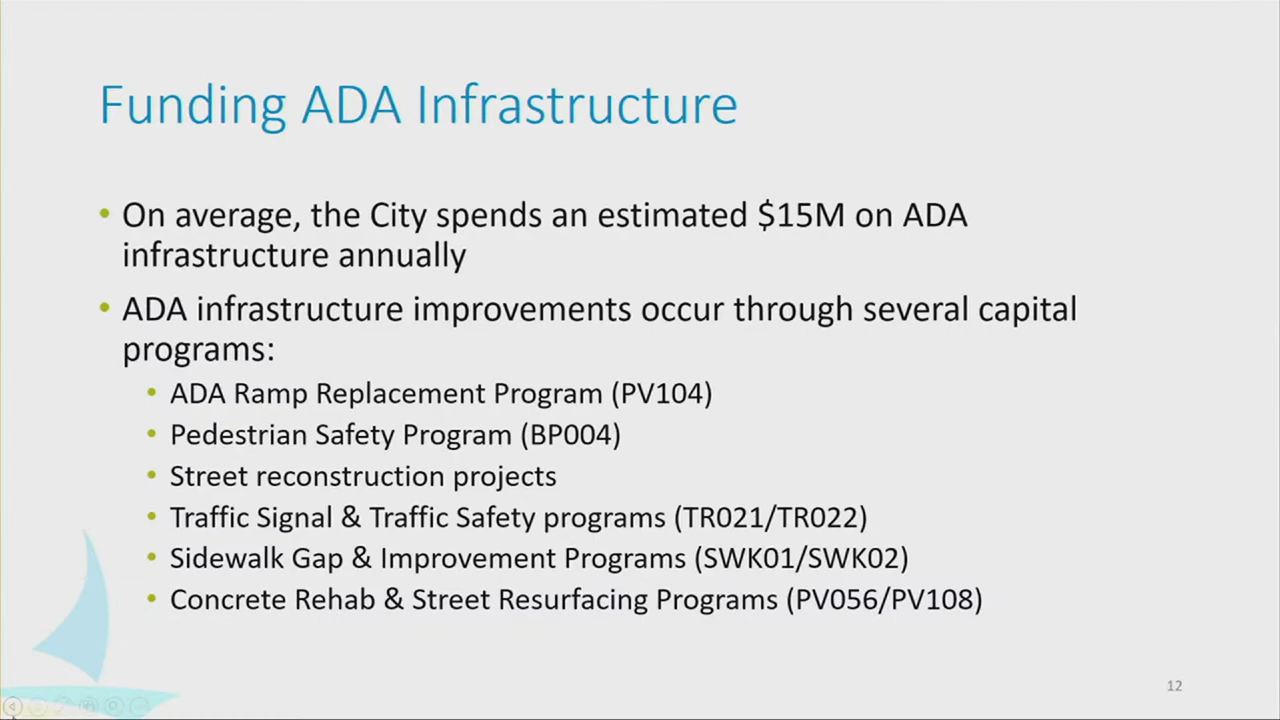 Funding ADA Infrastructure
• On average, the City spends an estimated $15M on ADA
infrastructure annually
• ADA infrastructure improvements occur through several capital
programs:
• ADA Ramp Replacement Program (PV104)
• Pedestrian Safety Program (BP004)
• Street reconstruction projects
• Traffic Signal & Traffic Safety programs (TR021/TR022)
• Sidewalk Gap & Improvement Programs (SWK01/SWK02)
• Concrete Rehab & Street Resurfacing Programs (PV056/PV108)
12